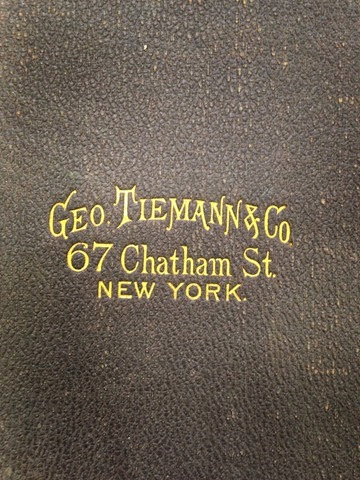 GEO. TIEMANN & CO.
67 Chatham St.
NEW YORK.